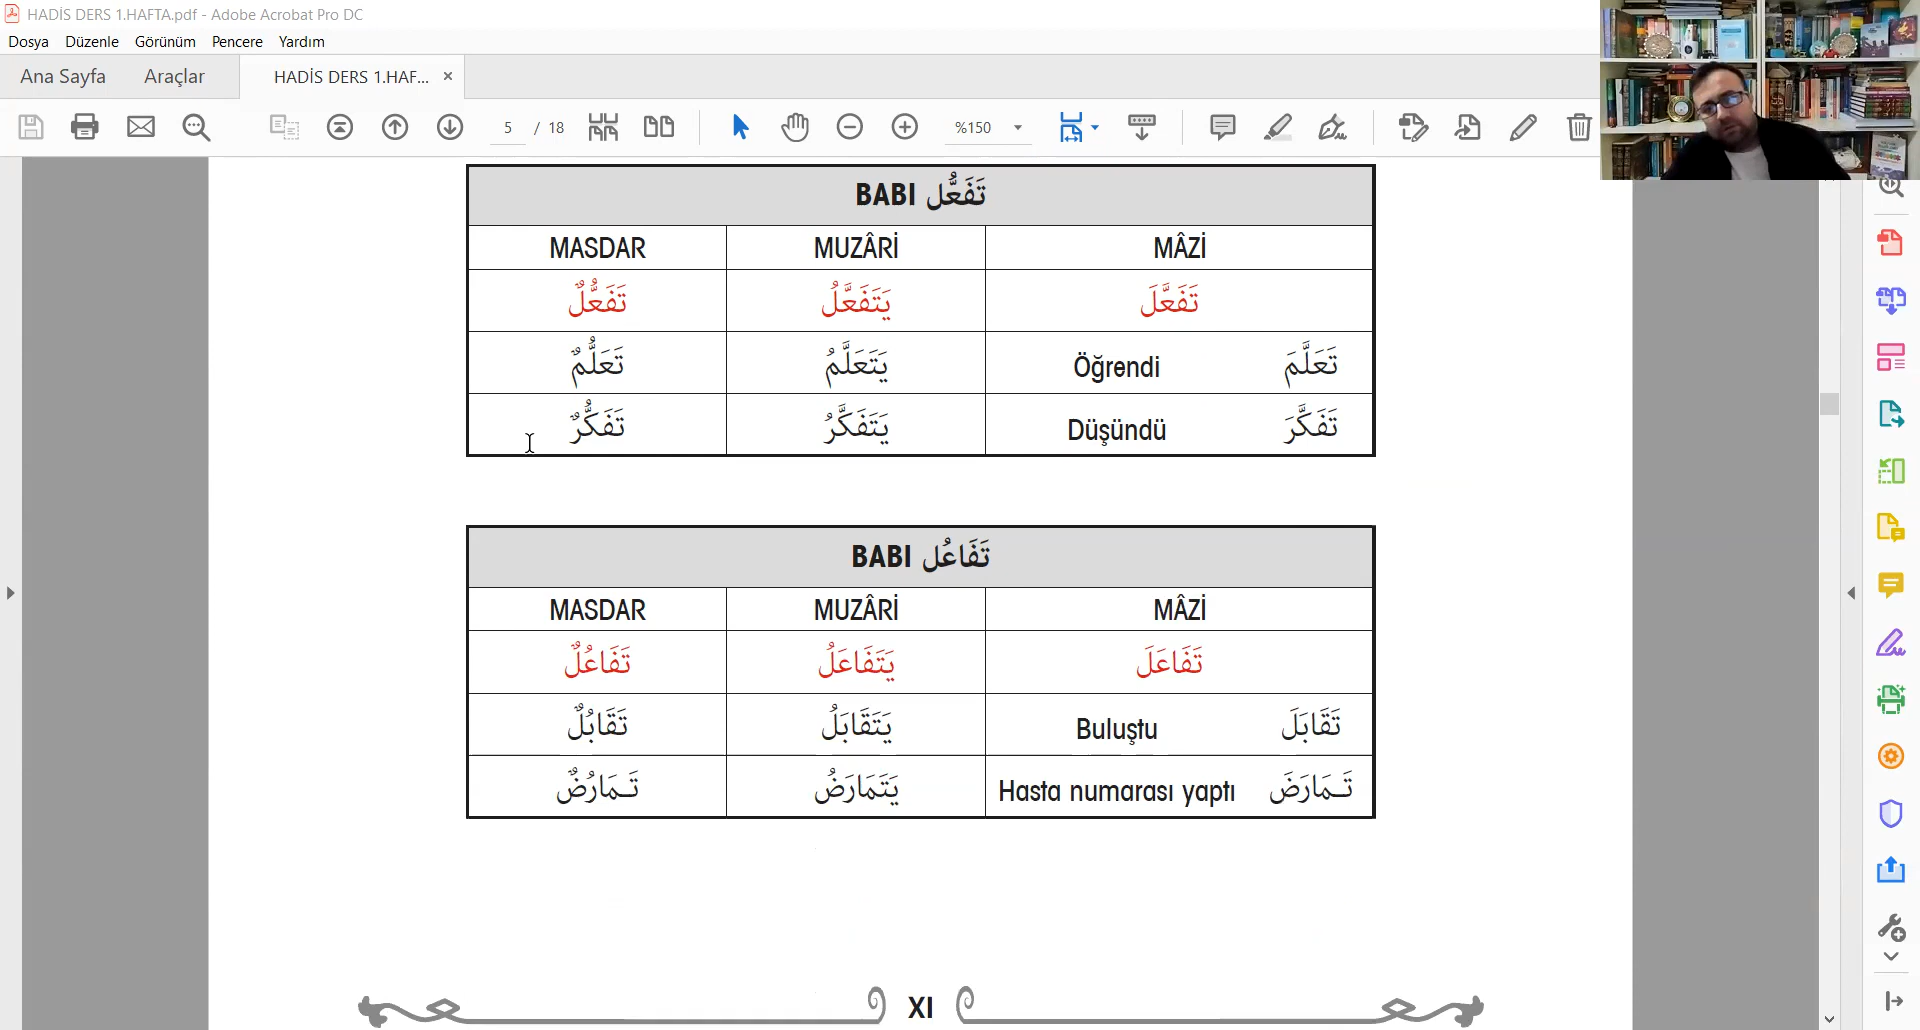 HADİS DERS 1.HAFTA.pdf - Adobe Acrobat Pro DC
Dosya Düzenle Görünüm Pencere Yardım
Ana Sayfa Araçlar HADİS DERS 1.HAF... ×
5 / 18 %150
تَفَعُّل BABI
MASDAR MUZÂRİ MÂZİ
تَفَعُّلٌ يَتَفَعَّلُ تَفَعَّلَ
تَعَلُّمٌ يَتَعَلَّمُ Öğrendi تَعَلَّمَ
تَفَكُّرٌ يَتَفَكَّرُ Düşündü تَفَكَّرَ
تَفَاعُل BABI
MASDAR MUZÂRİ MÂZİ
تَفَاعُلٌ يَتَفَاعَلُ تَفَاعَلَ
تَقَابُلٌ يَتَقَابَلُ Buluştu تَقَابَلَ
تَـمَارُضٌ يَتَمَارَضُ Hasta numarası yaptı تَـمَارَضَ
XI